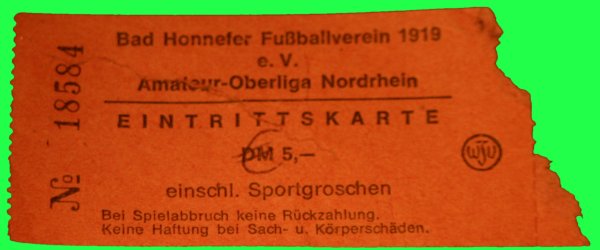 Bad Honnefer Fußballverein 1919
e. V.
Amateur-Oberliga Nordrhein
EINTRITTSKARTE
DM 5,–
einschl. Sportgroschen
Bei Spielabbruch keine Rückzahlung.
Keine Haftung bei Sach- u. Körperschäden.
№ 18584